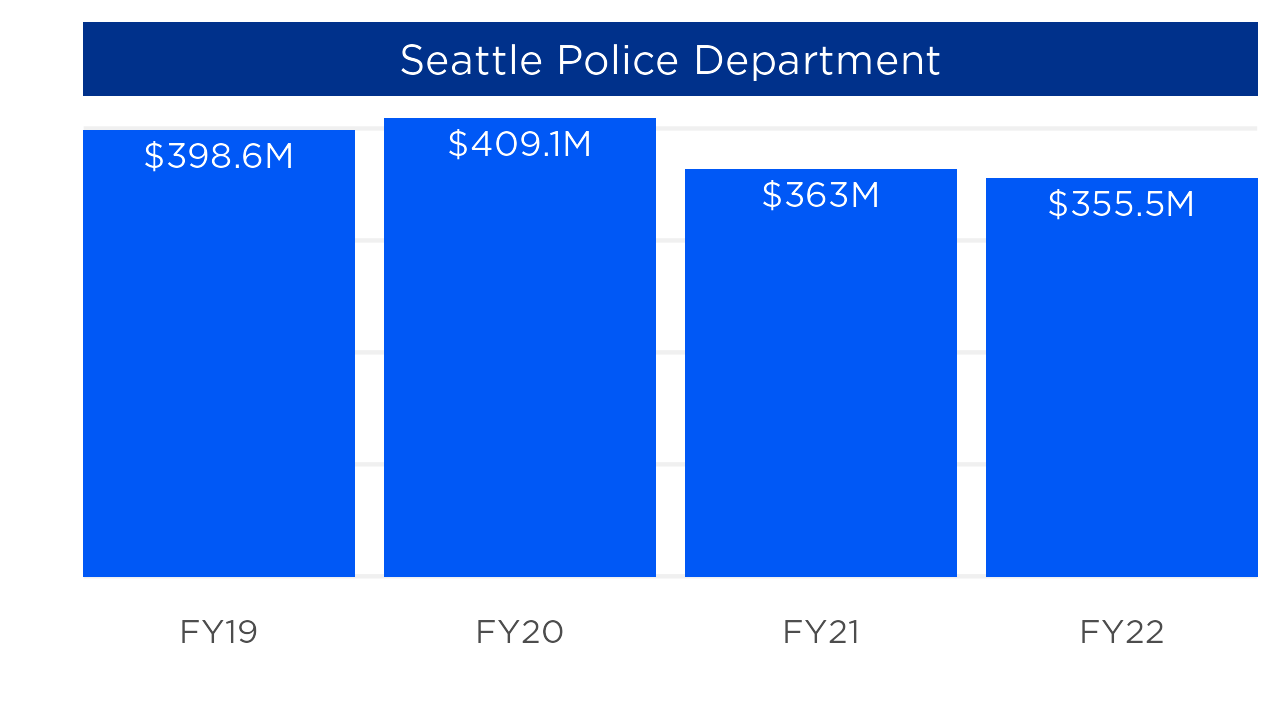 Seattle Police Department
$398.6M
$409.1M
$363M
$355.5M
FY19
FY20
FY21
FY22